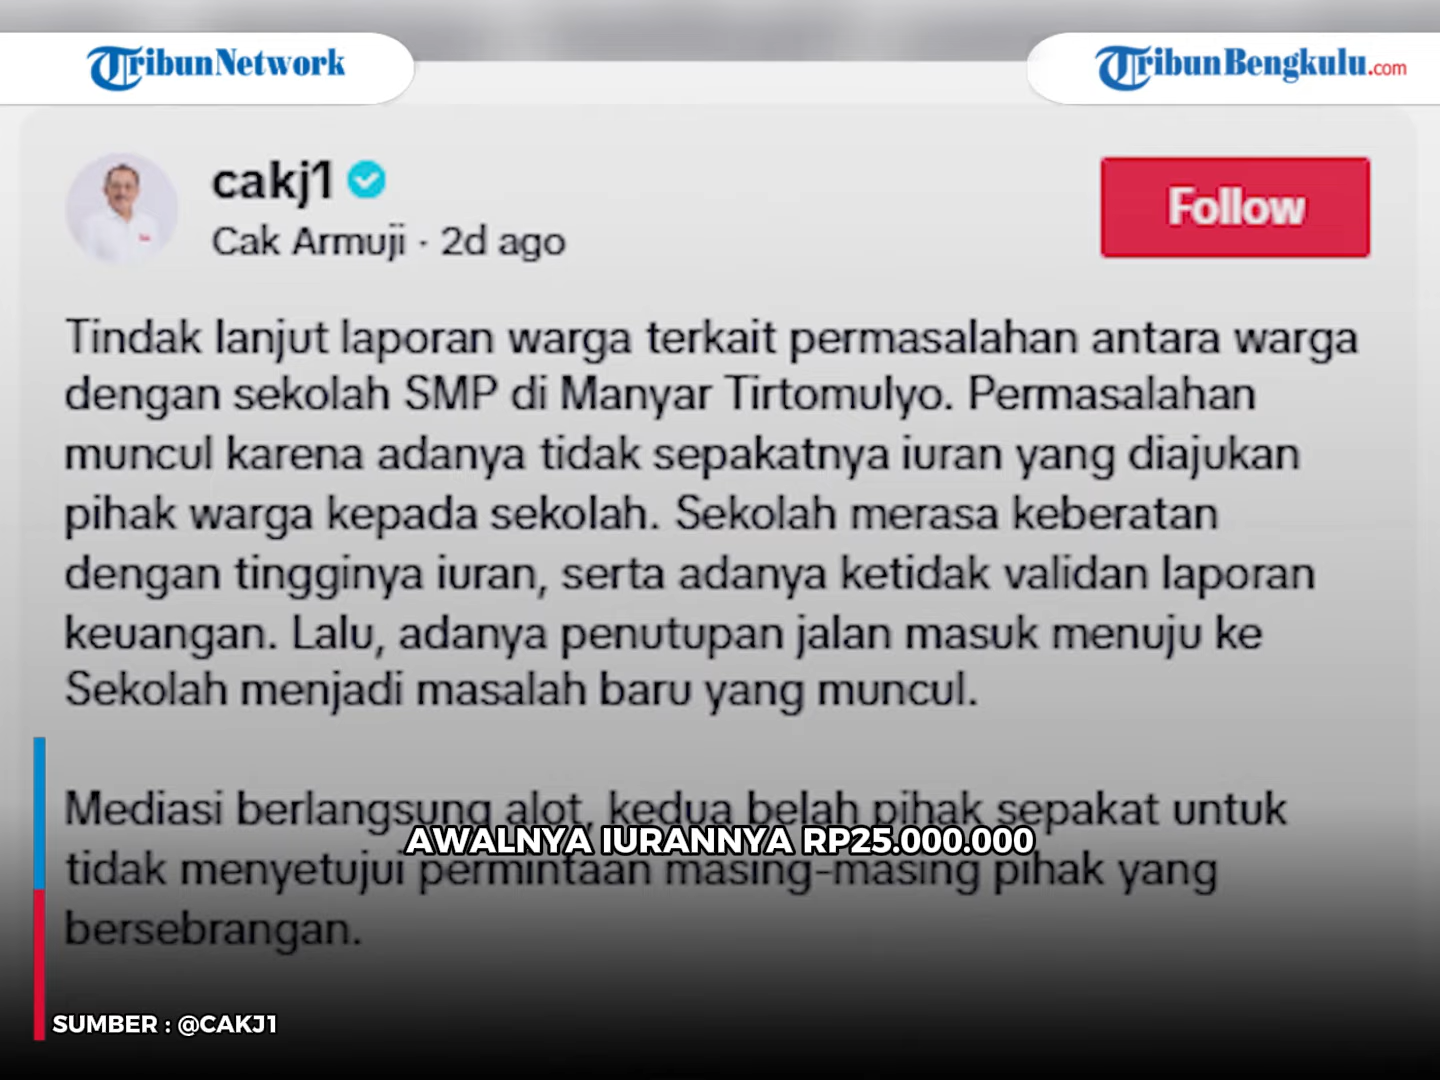 TribunNetwork
TribunBengkulu.com
cakj1
Cak Armuji · 2d ago
Follow
Tindak lanjut laporan warga terkait permasalahan antara warga
dengan sekolah SMP di Manyar Tirtomulyo. Permasalahan
muncul karena adanya tidak sepakatnya iuran yang diajukan
pihak warga kepada sekolah. Sekolah merasa keberatan
dengan tingginya iuran, serta adanya ketidak validan laporan
keuangan. Lalu, adanya penutupan jalan masuk menuju ke
Sekolah menjadi masalah baru yang muncul.
Mediasi berlangsung alot, kedua belah pihak sepakat untuk
AWALNYA IURANNYA RP25.000.000
tidak menyetujui permintaan masing-masing pihak yang
bersebrangan.
SUMBER : @CAKJ1